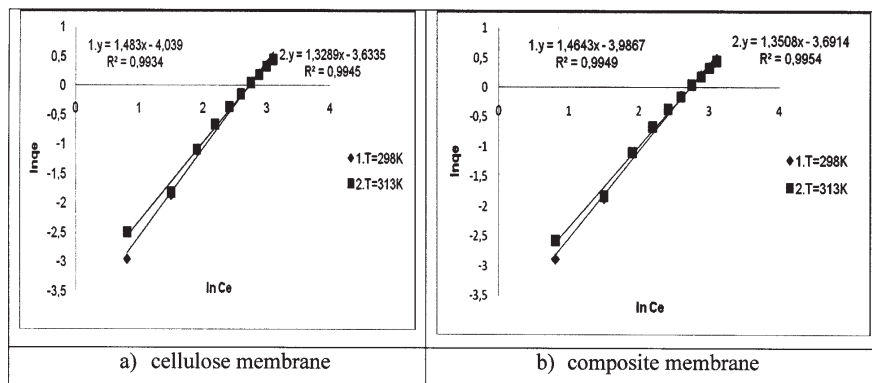 1
0,5
0
-0,5
-1
-1,5
-2
-2,5
-3
-3,5
0 1 2 3 4
1.y = 1,483x - 4,039
R² = 0,9934
2.y = 1,3289x - 3,6335
R² = 0,9945
lnqe
ln Ce
1.T=298K
2.T=313K
a) cellulose membrane
1
0,5
0
-0,5
-1
-1,5
-2
-2,5
-3
-3,5
0 1 2 3 4
1.y = 1,4643x - 3,9867
R² = 0,9949
2.y = 1,3508x - 3,6914
R² = 0,9954
lnqe
ln Ce
1.T=298K
2.T=313K
b) composite membrane